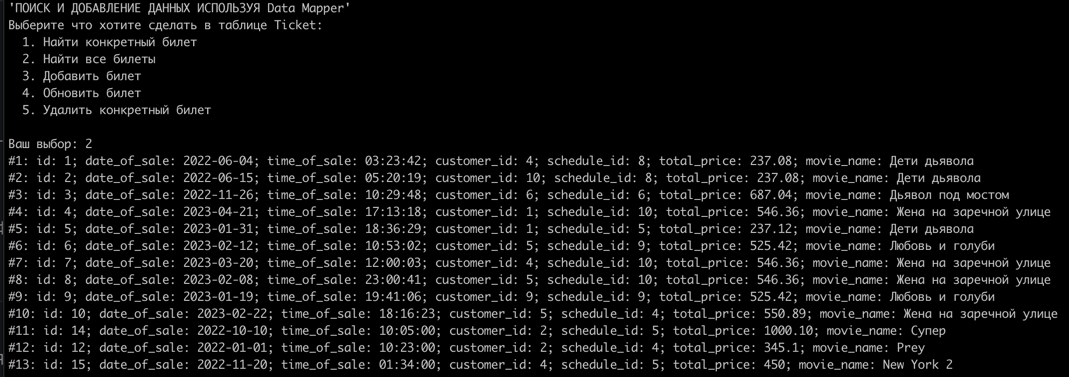 'ПОИСК И ДОБАВЛЕНИЕ ДАННЫХ ИСПОЛЬЗУЯ Data Mapper'
Выберите что хотите сделать в таблице Ticket:
1. Найти конкретный билет
2. Найти все билеты
3. Добавить билет
4. Обновить билет
5. Удалить конкретный билет
Ваш выбор: 2
#1: id: 1; date_of_sale: 2022-06-04; time_of_sale: 03:23:42; customer_id: 4; schedule_id: 8; total_price: 237.08; movie_name: Дети дьявола
#2: id: 2; date_of_sale: 2022-06-15; time_of_sale: 05:20:19; customer_id: 10; schedule_id: 8; total_price: 237.08; movie_name: Дети дьявола
#3: id: 3; date_of_sale: 2022-11-26; time_of_sale: 10:29:48; customer_id: 6; schedule_id: 6; total_price: 687.04; movie_name: Дьявол под мостом
#4: id: 4; date_of_sale: 2023-04-21; time_of_sale: 17:13:18; customer_id: 1; schedule_id: 10; total_price: 546.36; movie_name: Жена на заречной улице
#5: id: 5; date_of_sale: 2023-01-31; time_of_sale: 18:36:29; customer_id: 1; schedule_id: 5; total_price: 237.12; movie_name: Дети дьявола
#6: id: 6; date_of_sale: 2023-02-12; time_of_sale: 10:53:02; customer_id: 5; schedule_id: 9; total_price: 525.42; movie_name: Любовь и голуби
#7: id: 7; date_of_sale: 2023-03-20; time_of_sale: 12:00:03; customer_id: 4; schedule_id: 10; total_price: 546.36; movie_name: Жена на заречной улице
#8: id: 8; date_of_sale: 2023-02-08; time_of_sale: 23:00:41; customer_id: 5; schedule_id: 10; total_price: 546.36; movie_name: Жена на заречной улице
#9: id: 9; date_of_sale: 2023-01-19; time_of_sale: 19:41:06; customer_id: 9; schedule_id: 9; total_price: 525.42; movie_name: Любовь и голуби
#10: id: 10; date_of_sale: 2023-02-22; time_of_sale: 18:16:23; customer_id: 5; schedule_id: 4; total_price: 550.89; movie_name: Жена на заречной улице
#11: id: 14; date_of_sale: 2022-10-10; time_of_sale: 10:05:00; customer_id: 2; schedule_id: 5; total_price: 1000.10; movie_name: Супер
#12: id: 12; date_of_sale: 2022-01-01; time_of_sale: 10:23:00; customer_id: 2; schedule_id: 4; total_price: 345.1; movie_name: Prey
#13: id: 15; date_of_sale: 2022-11-20; time_of_sale: 01:34:00; customer_id: 4; schedule_id: 5; total_price: 450; movie_name: New York 2